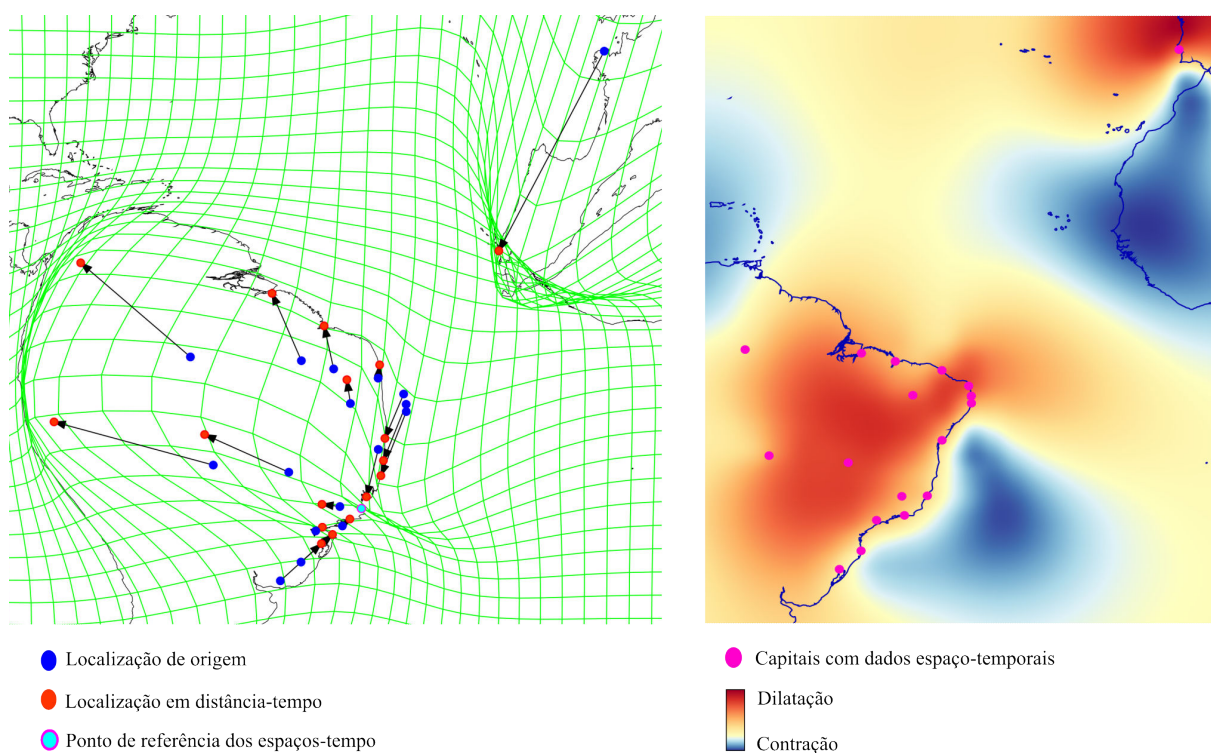 Localização de origem
Localização em distância-tempo
Ponto de referência dos espaços-tempo
Capitais com dados espaço-temporais
Dilatação
Contração